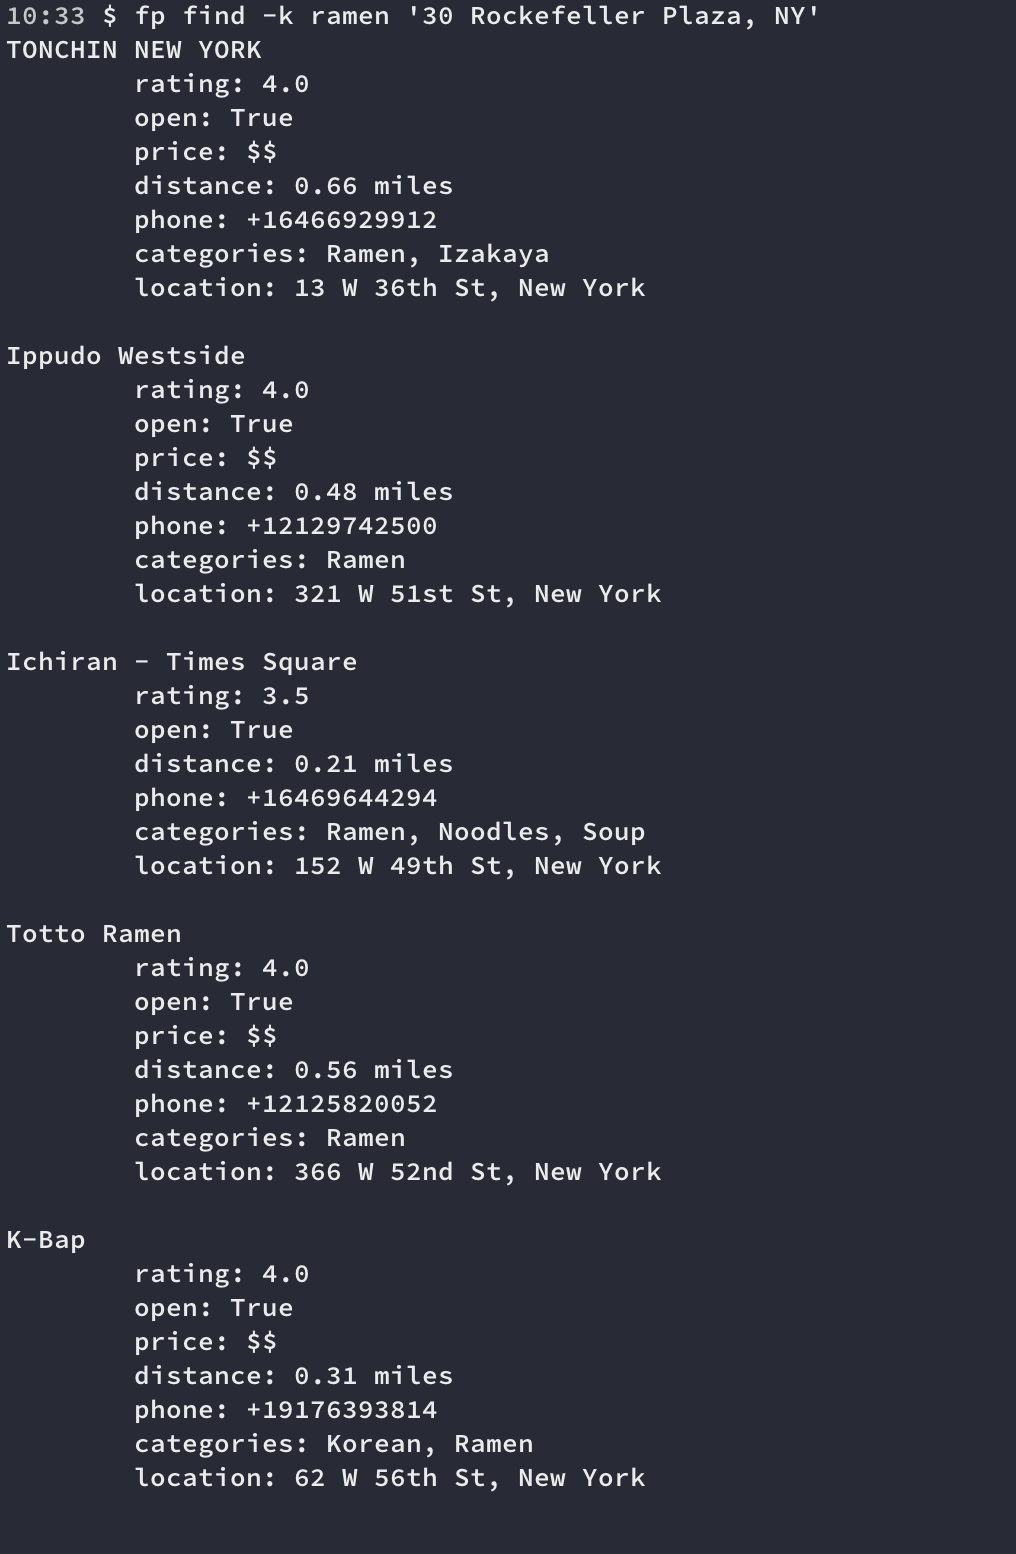 10:33 $ fp find -k ramen '30 Rockefeller Plaza, NY'
TONCHIN NEW YORK
rating: 4.0
open: True
price: $$
distance: 0.66 miles
phone: +16466929912
categories: Ramen, Izakaya
location: 13 W 36th St, New York
Ippudo Westside
rating: 4.0
open: True
price: $$
distance: 0.48 miles
phone: +12129742500
categories: Ramen
location: 321 W 51st St, New York
Ichiran - Times Square
rating: 3.5
open: True
distance: 0.21 miles
phone: +16469644294
categories: Ramen, Noodles, Soup
location: 152 W 49th St, New York
Totto Ramen
rating: 4.0
open: True
price: $$
distance: 0.56 miles
phone: +12125820052
categories: Ramen
location: 366 W 52nd St, New York
K-Bap
rating: 4.0
open: True
price: $$
distance: 0.31 miles
phone: +19176393814
categories: Korean, Ramen
location: 62 W 56th St, New York